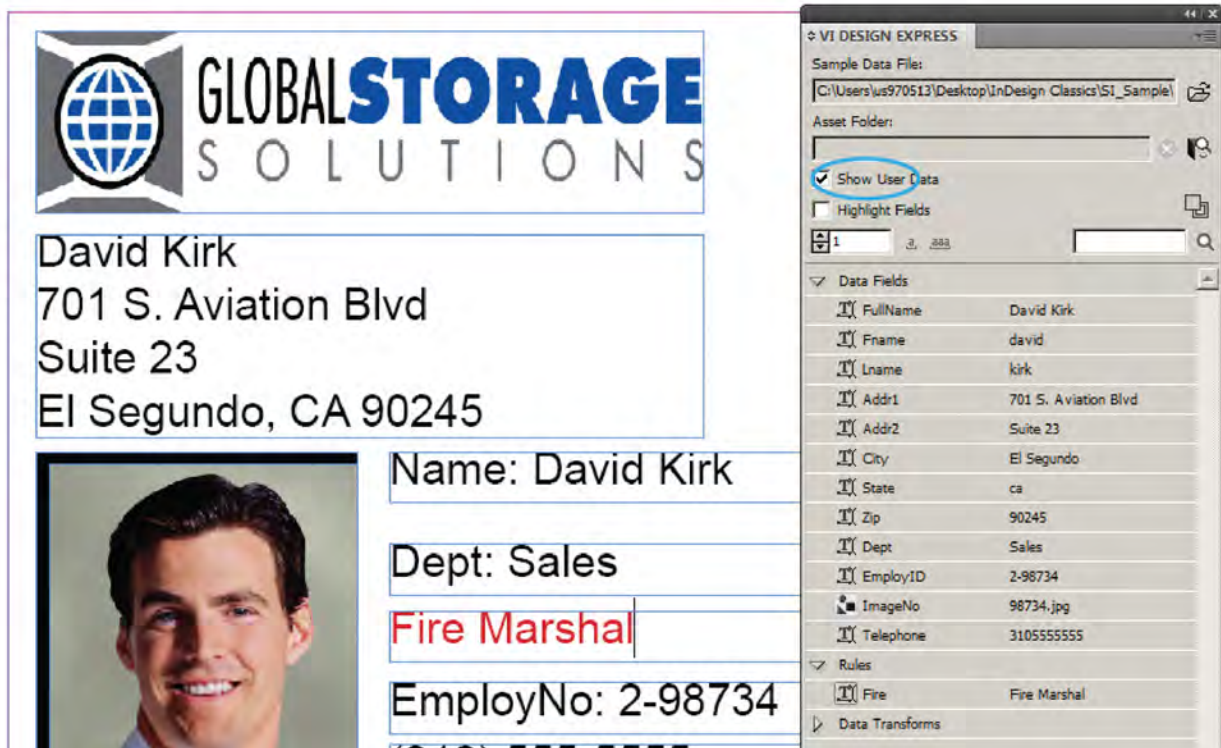 GLOBALSTORAGE
SOLUTIONS
David Kirk
701 S. Aviation Blvd
Suite 23
El Segundo, CA 90245
Name: David Kirk
Dept: Sales
Fire Marshal
EmployNo: 2-98734
VI DESIGN EXPRESS
Sample Data File:
C:\Users\us970513\Desktop\InDesign Classics\SI_Sample\
Asset Folder:
Show User Data
Highlight Fields
1 a aaa
Data Fields
FullName David Kirk
Fname david
Lname kirk
Addr1 701 S. Aviation Blvd
Addr2 Suite 23
City El Segundo
State ca
Zip 90245
Dept Sales
EmployID 2-98734
ImageNo 98734.jpg
Telephone 3105555555
Rules
Fire Fire Marshal
Data Transforms